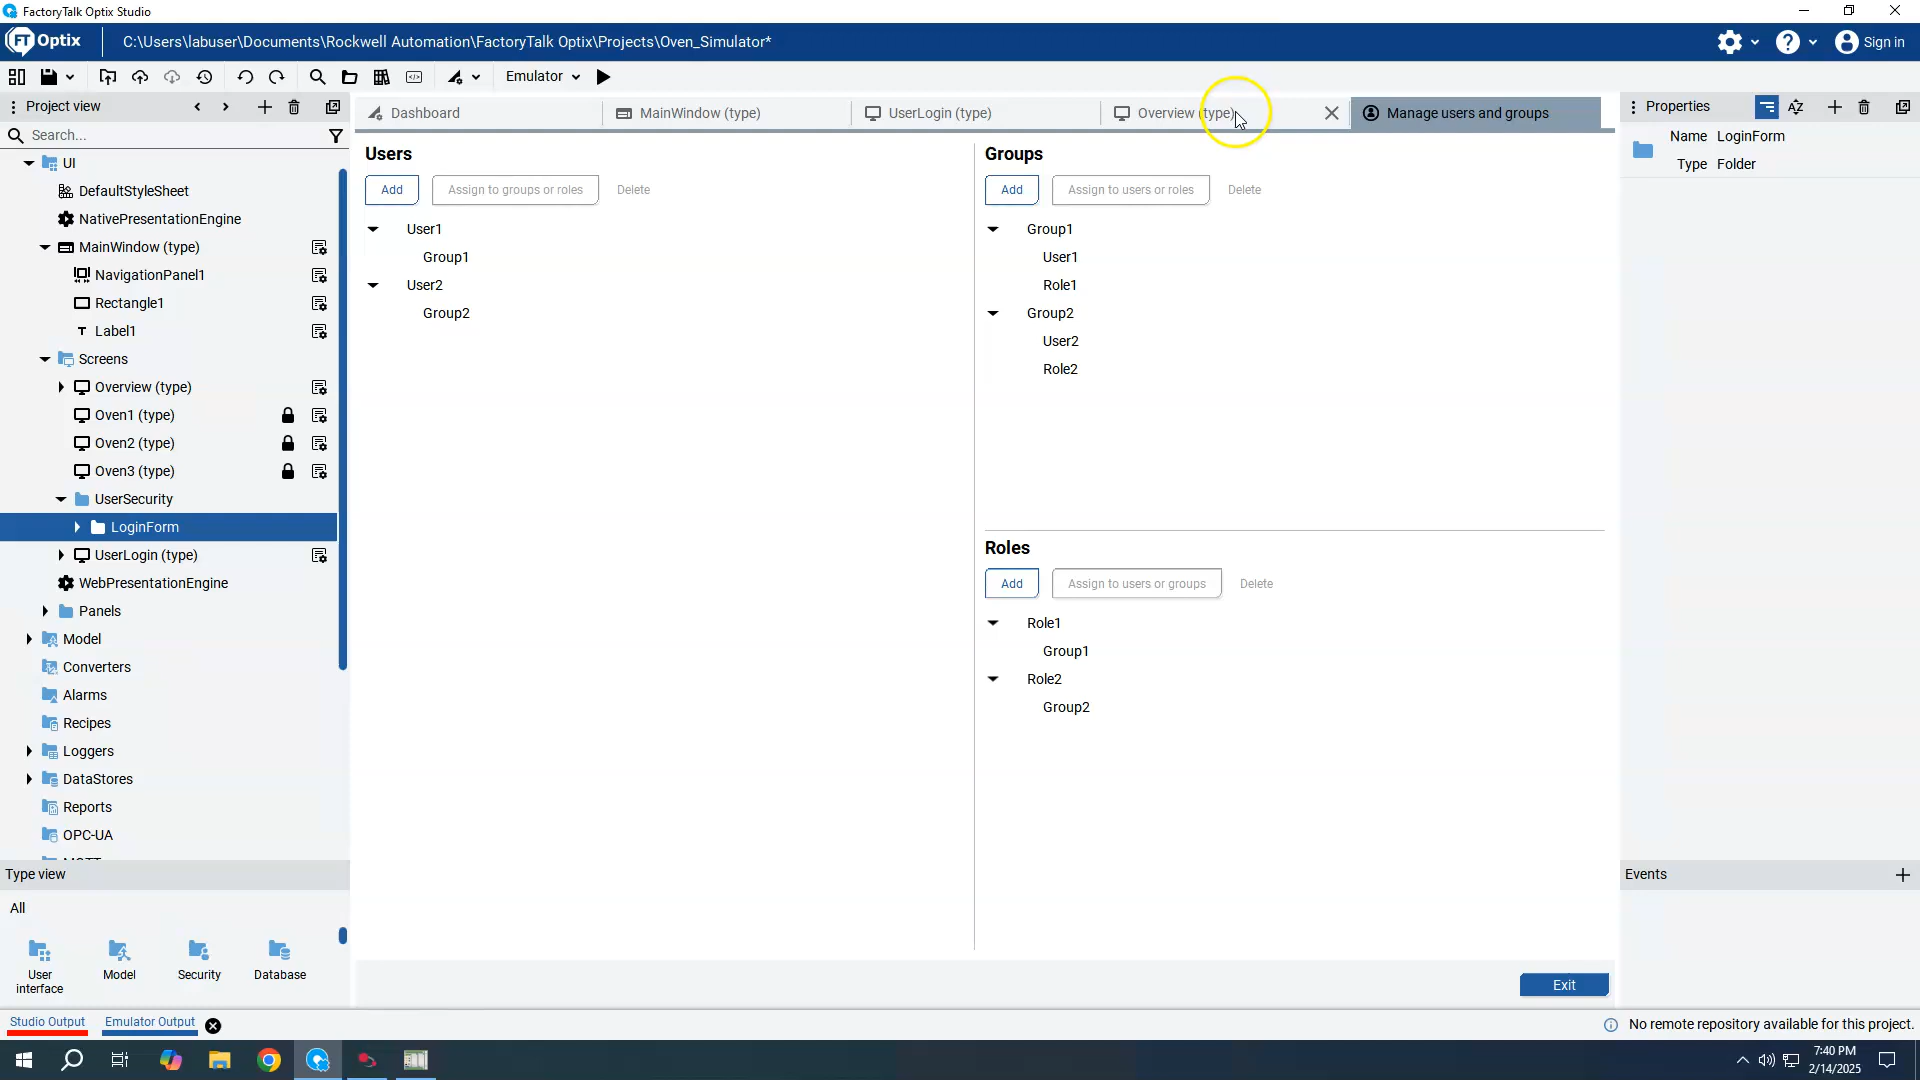 FactoryTalk Optix Studio
FT Optix
C:\Users\labuser\Documents\Rockwell Automation\FactoryTalk Optix\Projects\Oven_Simulator*
Sign in
Emulator
Project view
Search...
UI
DefaultStyleSheet
NativePresentationEngine
MainWindow (type)
NavigationPanel1
Rectangle1
Label1
Screens
Overview (type)
Oven1 (type)
Oven2 (type)
Oven3 (type)
UserSecurity
LoginForm
UserLogin (type)
WebPresentationEngine
Panels
Model
Converters
Alarms
Recipes
Loggers
DataStores
Reports
OPC-UA
Type view
All
User interface
Model
Security
Database
Dashboard
MainWindow (type)
UserLogin (type)
Overview (type)
Manage users and groups
Users
Add
Assign to groups or roles
Delete
User1
Group1
User2
Group2
Groups
Add
Assign to users or roles
Delete
Group1
User1
Role1
Group2
User2
Role2
Roles
Add
Assign to users or groups
Delete
Role1
Group1
Role2
Group2
Exit
Properties
Name LoginForm
Type Folder
Events
Studio Output
Emulator Output
No remote repository available for this project.
7:40 PM
2/14/2025